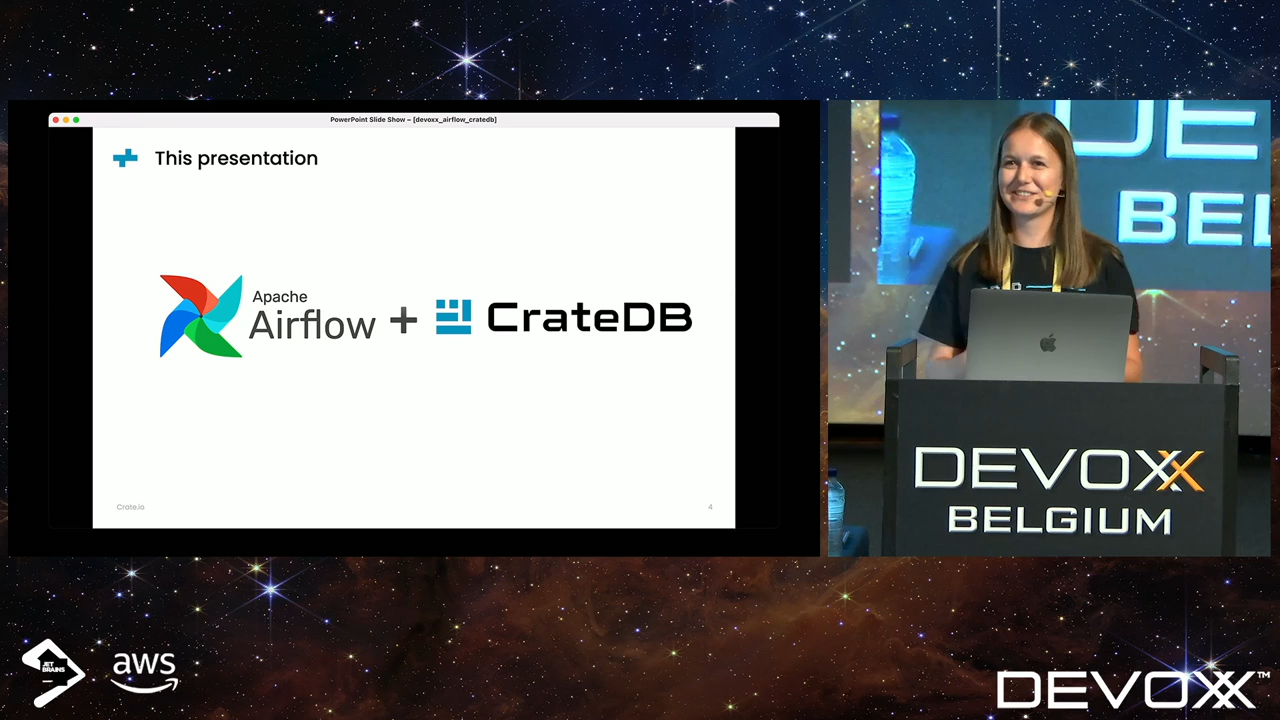 PowerPoint Slide Show – [devoxx_airflow_cratedb]
This presentation
Apache
Airflow
+
CrateDB
Crate.io
4
DE
BEL
DEVOXX
BELGIUM
JET
BRAINS
aws
DEVOXX™